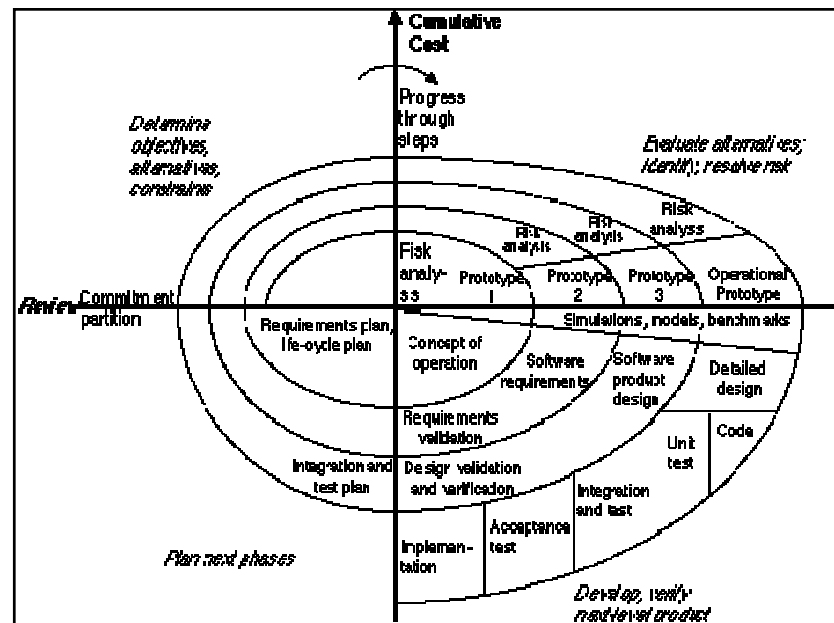 Cumulative
Cost
Progress
through
steps
Determine
objectives,
alternatives,
constrains
Evaluate alternatives;
identify; resolve risk
Risk
analysis
Risk
analysis
Risk
analysis
Risk
analy-
sis
Prototype
1
Prototype
2
Prototype
3
Operational
Prototype
Review
Commitment
partition
Simulations, models, benchmarks
Requirements plan,
life-cycle plan
Concept of
operation
Software
requirements
Software
product
design
Detailed
design
Requirements
validation
Code
Unit
test
Integration and
test plan
Design validation
and verification
Integration
and test
Acceptance
test
Implemen-
tation
Plan next phases
Develop, verify
next-level product